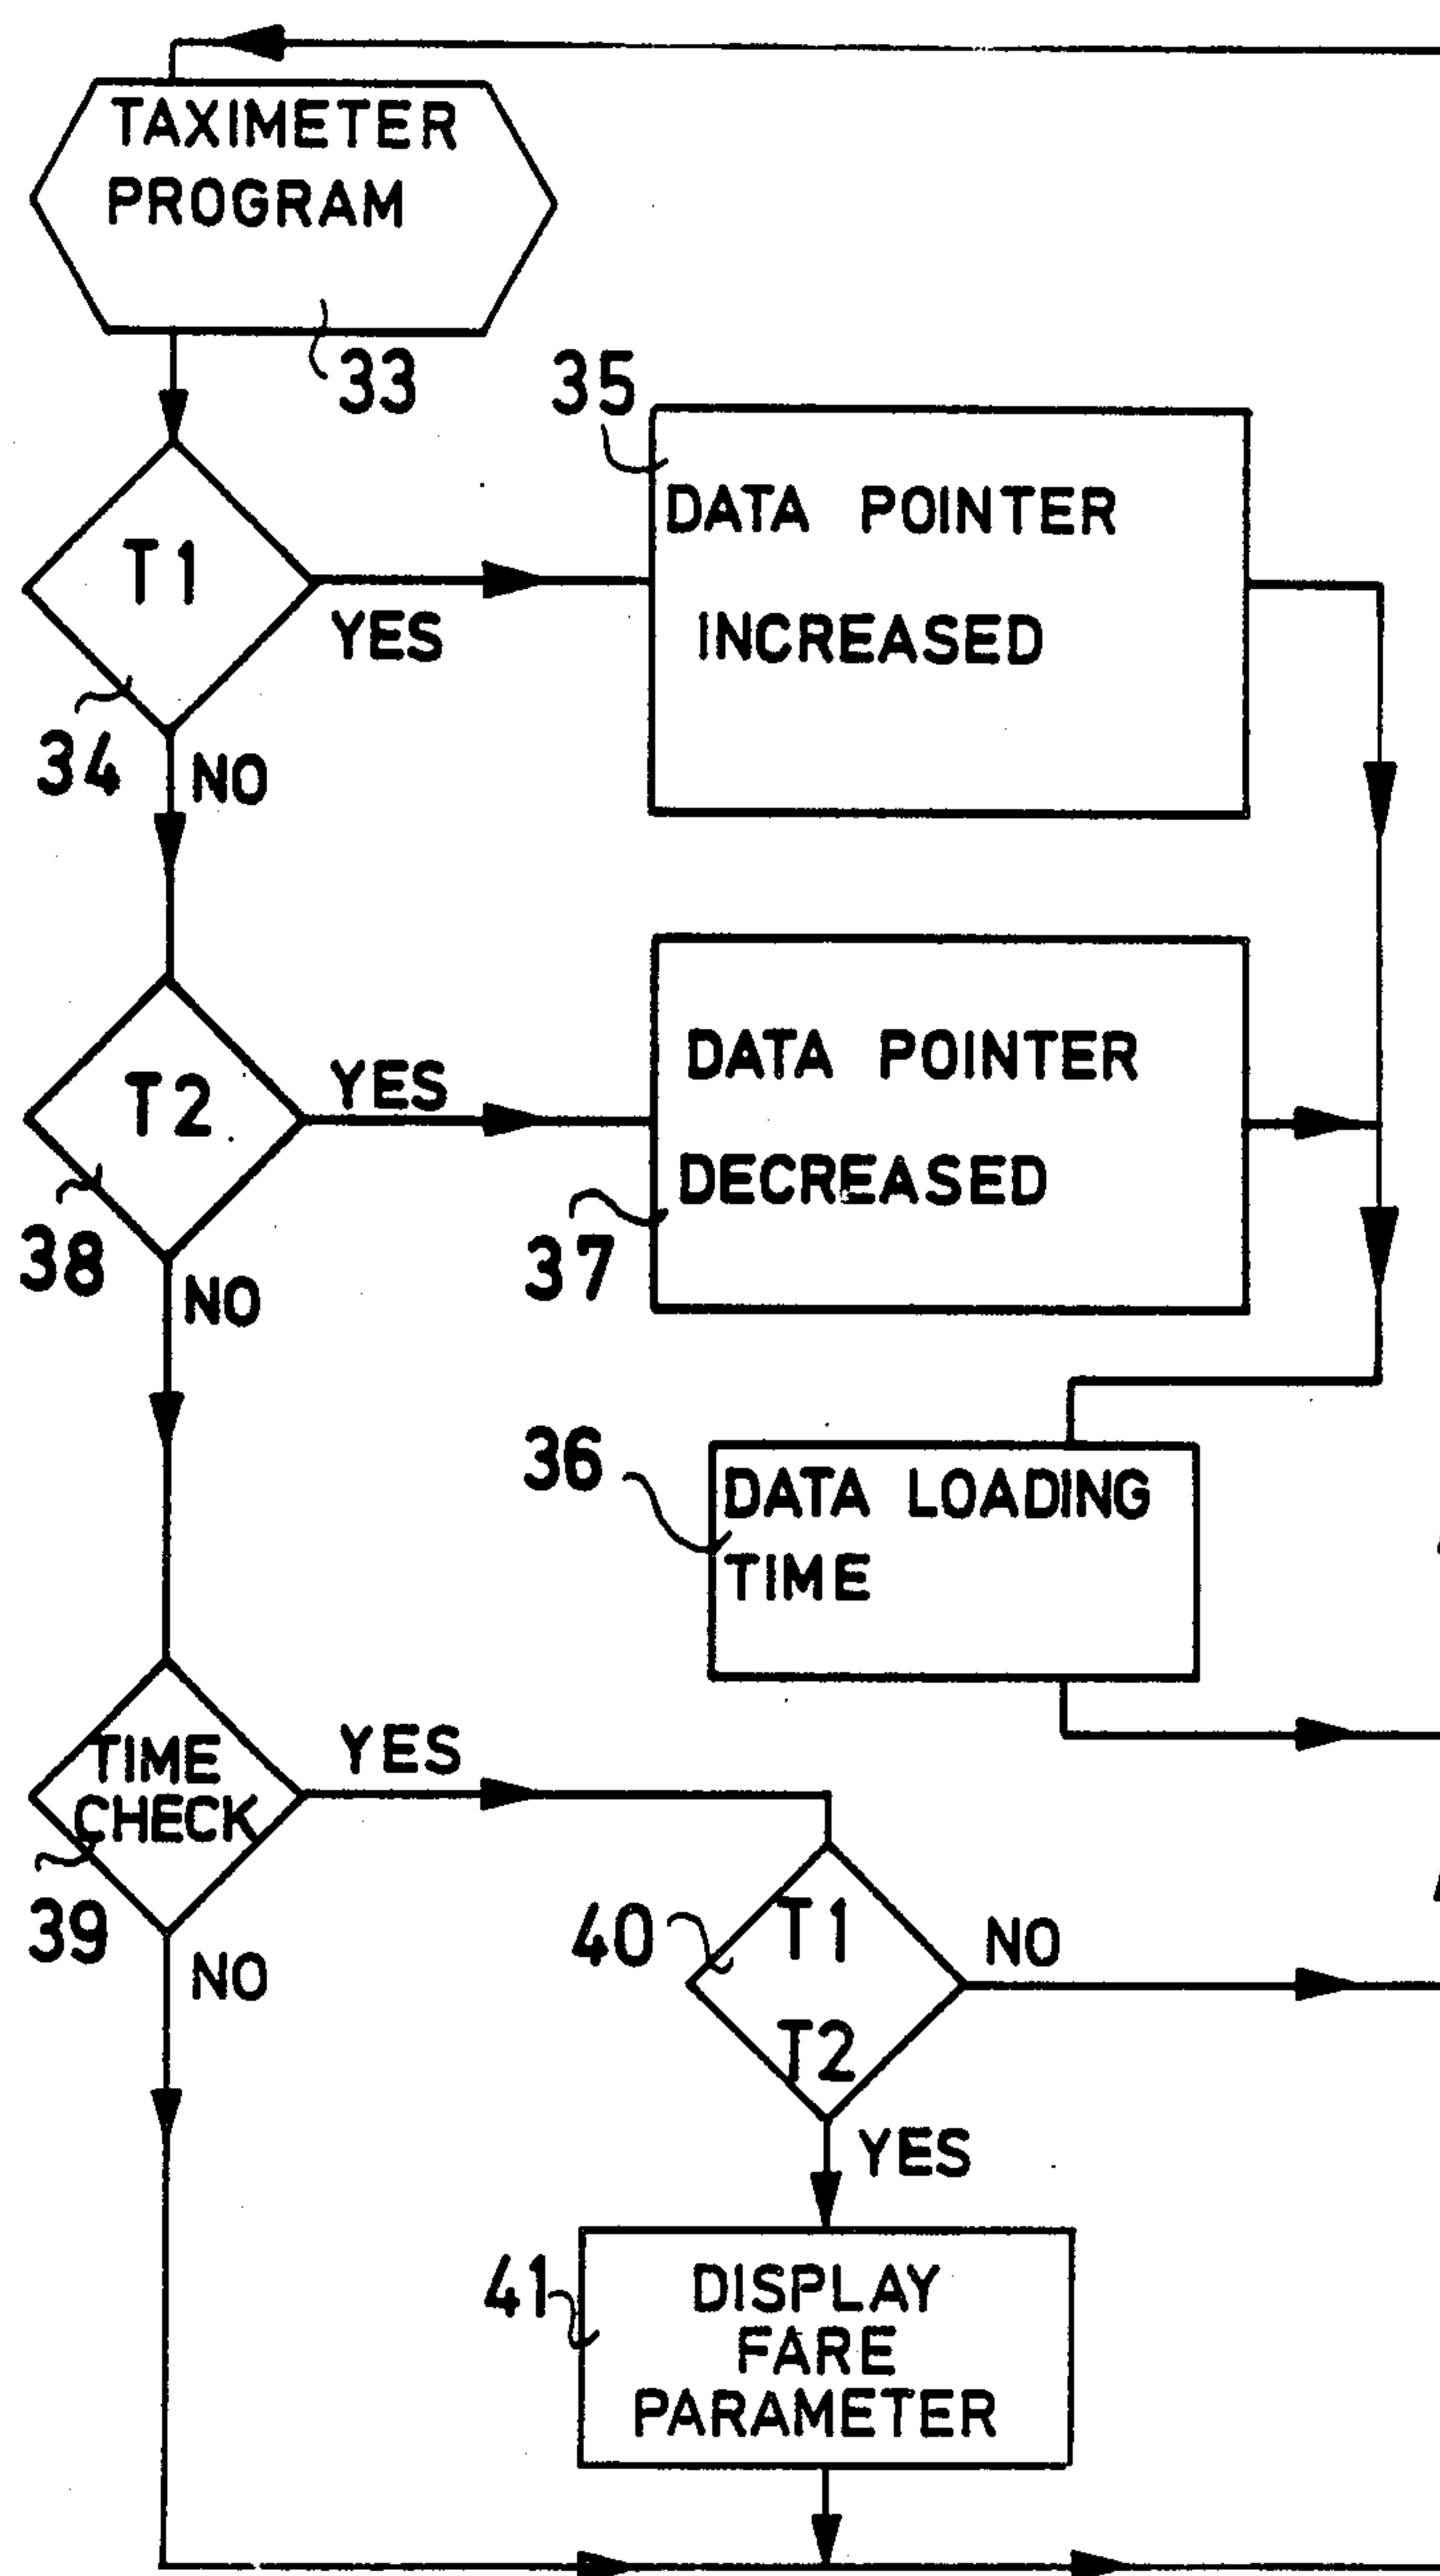 TAXIMETER
PROGRAM
33
35
DATA POINTER
INCREASED
T1
YES
34
NO
DATA POINTER
DECREASED
37
T2
YES
38
NO
36
DATA LOADING
TIME
TIME
CHECK
YES
39
NO
40
T1
T2
NO
YES
41
DISPLAY
FARE
PARAMETER